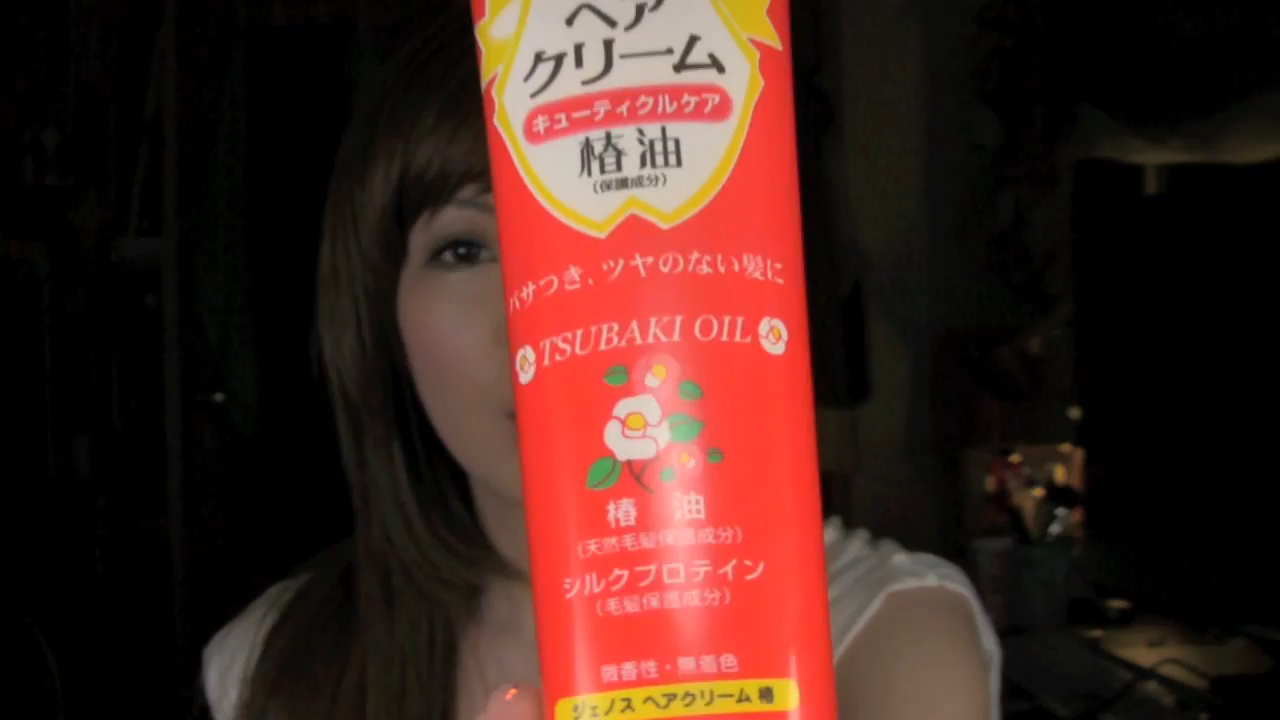 ヘア
クリーム
キューティクルケア
椿油
(保護成分)
パサつき、ツヤのない髪に
TSUBAKI OIL
椿 油
(天然毛髪保護成分)
シルクプロテイン
(毛髪保護成分)
微香性・無着色
ジェノス ヘアクリーム 椿